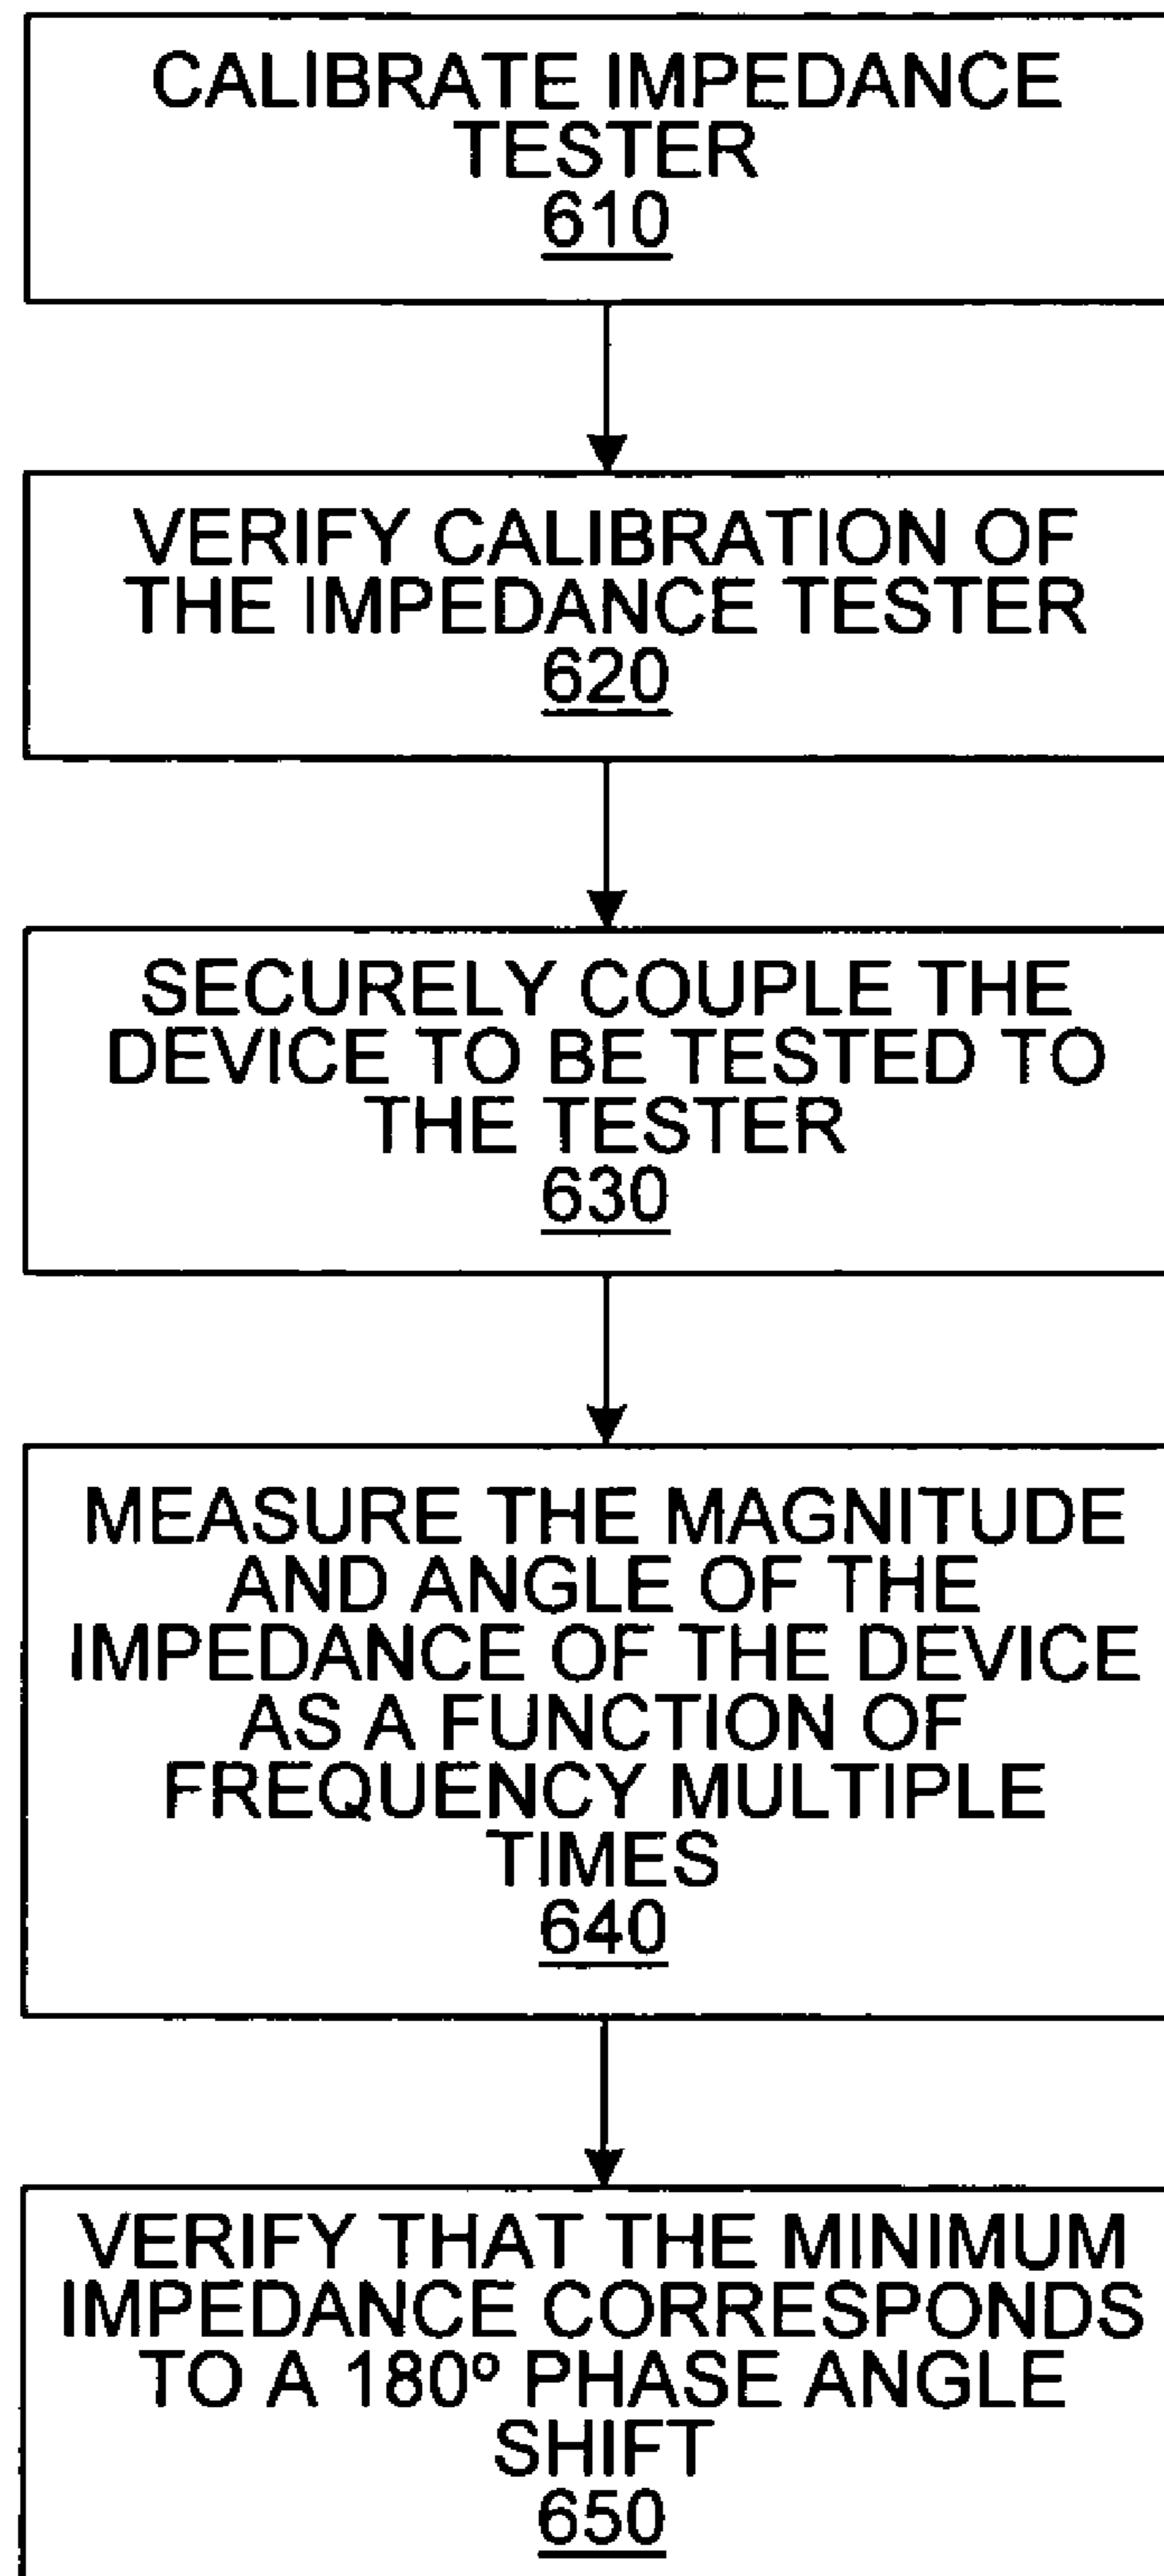 CALIBRATE IMPEDANCE
TESTER
610
VERIFY CALIBRATION OF
THE IMPEDANCE TESTER
620
SECURELY COUPLE THE
DEVICE TO BE TESTED TO
THE TESTER
630
MEASURE THE MAGNITUDE
AND ANGLE OF THE
IMPEDANCE OF THE DEVICE
AS A FUNCTION OF
FREQUENCY MULTIPLE
TIMES
640
VERIFY THAT THE MINIMUM
IMPEDANCE CORRESPONDS
TO A 180º PHASE ANGLE
SHIFT
650